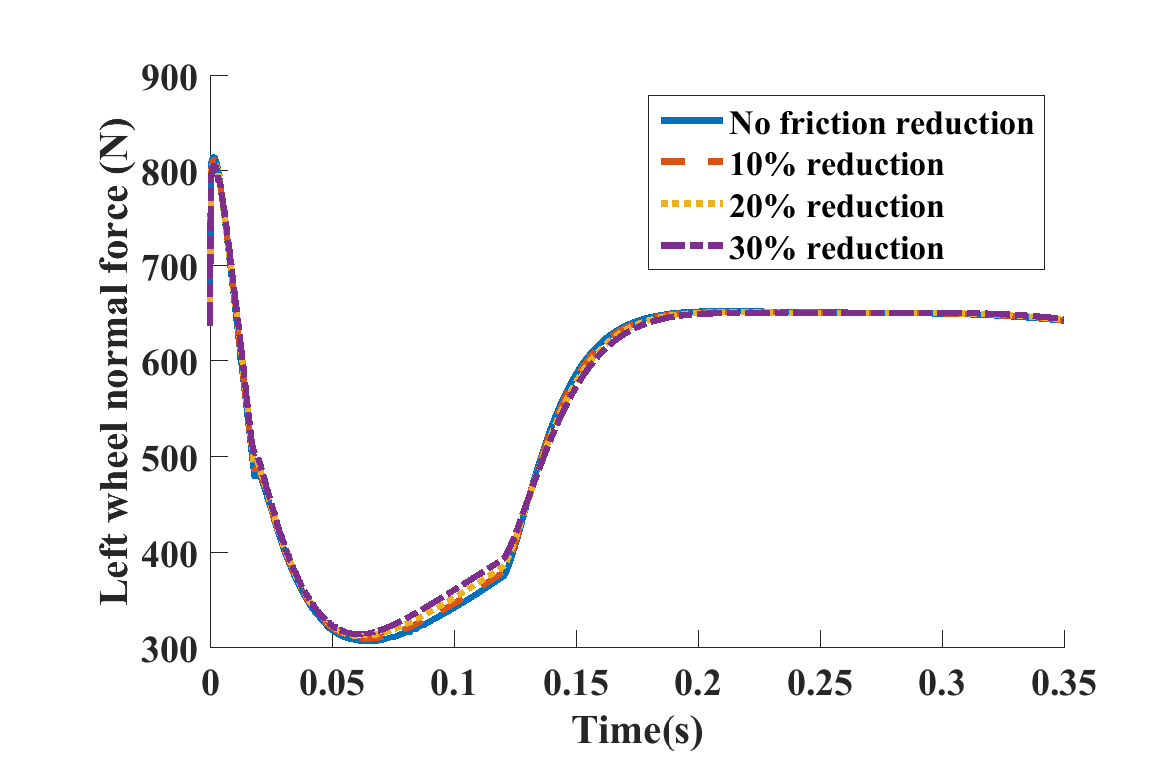 900
800
700
600
500
400
300
Left wheel normal force (N)
No friction reduction
10% reduction
20% reduction
30% reduction
0 0.05 0.1 0.15 0.2 0.25 0.3 0.35
Time(s)